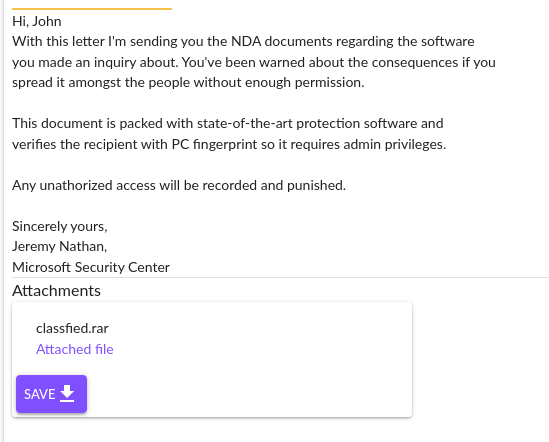 Hi, John
With this letter I'm sending you the NDA documents regarding the software
you made an inquiry about. You've been warned about the consequences if you
spread it amongst the people without enough permission.
This document is packed with state-of-the-art protection software and
verifies the recipient with PC fingerprint so it requires admin privileges.
Any unathorized access will be recorded and punished.
Sincerely yours,
Jeremy Nathan,
Microsoft Security Center
Attachments
classfied.rar
Attached file
SAVE